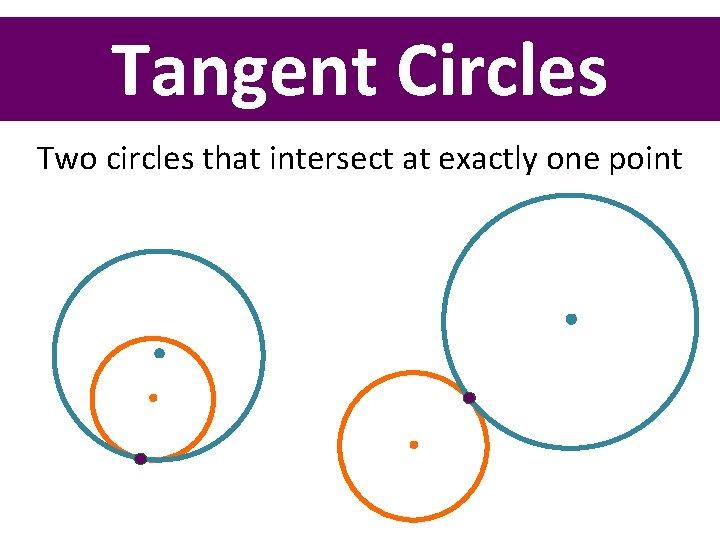 Tangent Circles
Two circles that intersect at exactly one point